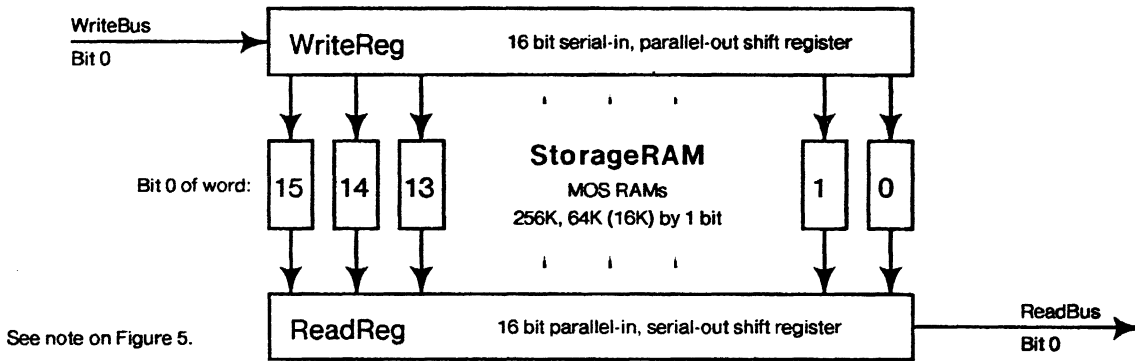 WriteBus
Bit 0
WriteReg 16 bit serial-in, parallel-out shift register
Bit 0 of word: 15 14 13 1 0
StorageRAM
MOS RAMs
256K, 64K (16K) by 1 bit
ReadReg 16 bit parallel-in, serial-out shift register
ReadBus
Bit 0
See note on Figure 5.